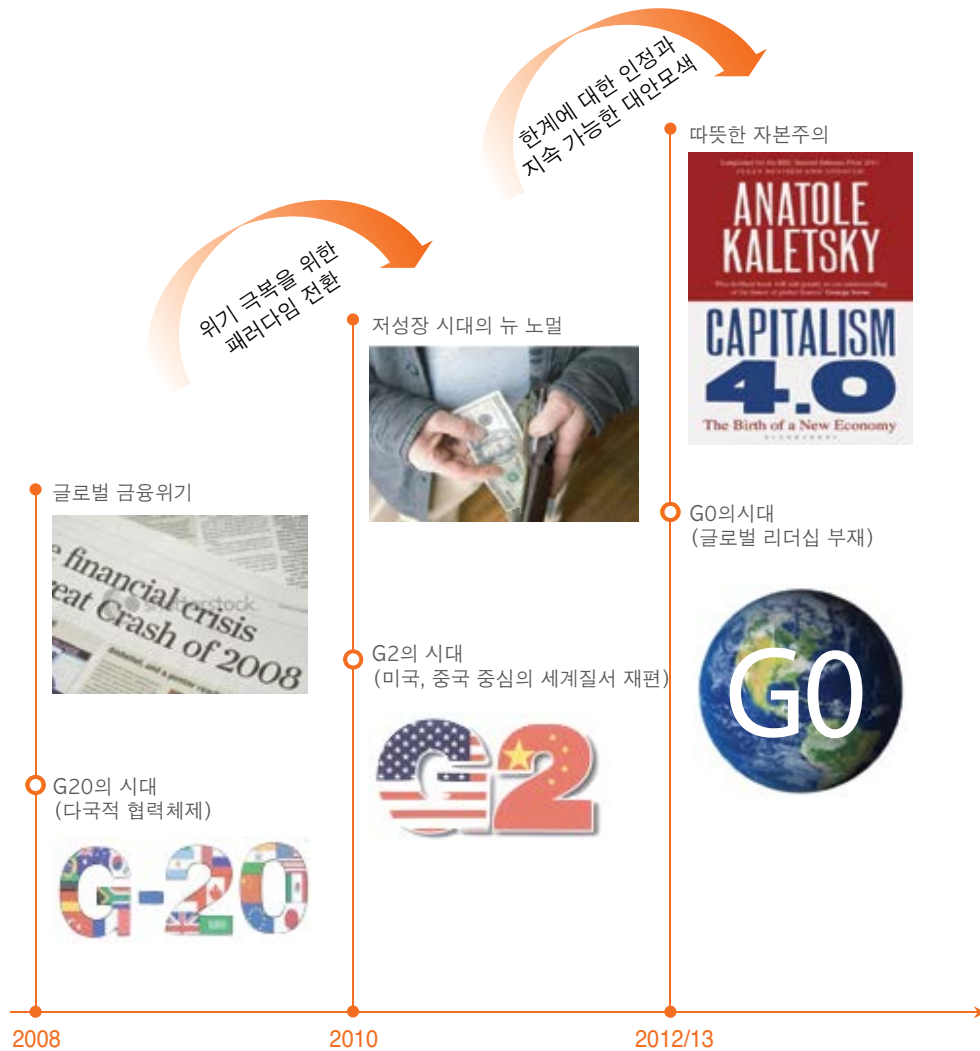 한계에 대한 인정과
지속 가능한 대안모색
따뜻한 자본주의
ANATOLE
KALETSKY
CAPITALISM
4.0
The Birth of a New Economy
BLOOMSBURY
위기 극복을 위한
패러다임 전환
저성장 시대의 뉴 노멀
글로벌 금융위기
financial crisis
eat Crash of 2008
G0의시대
(글로벌 리더십 부재)
G0
G2의 시대
(미국, 중국 중심의 세계질서 재편)
G2
G20의 시대
(다국적 협력체제)
G-20
2008
2010
2012/13